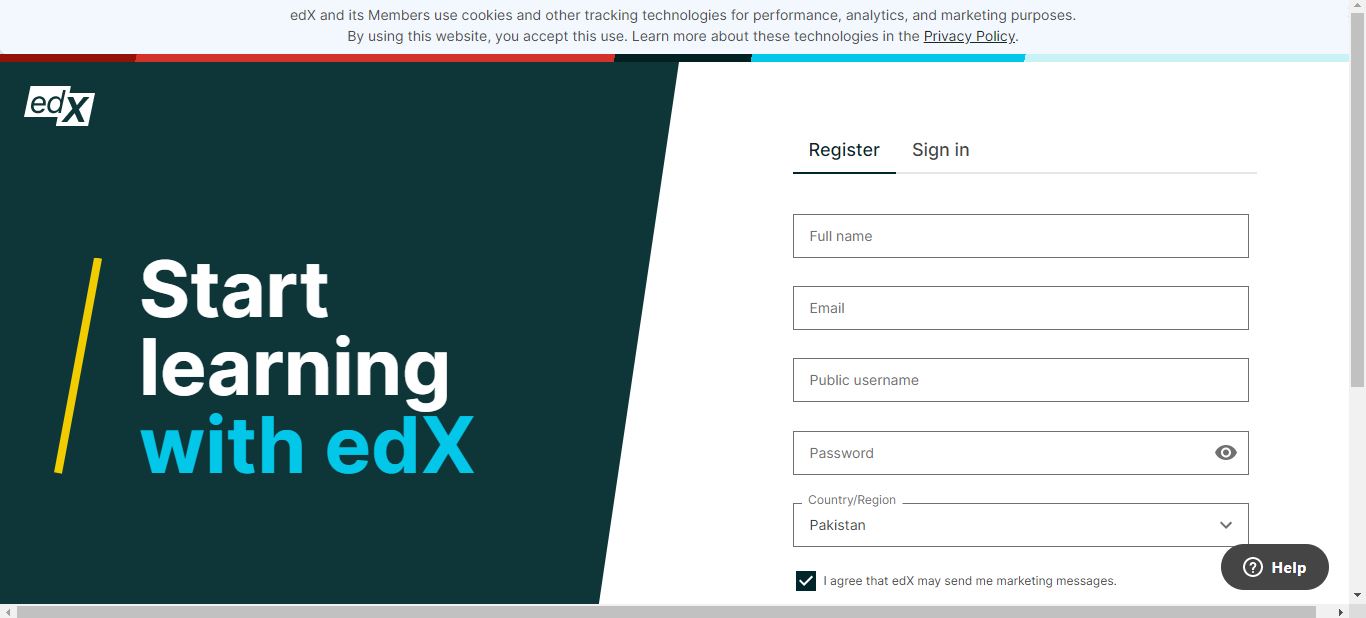 edX and its Members use cookies and other tracking technologies for performance, analytics, and marketing purposes.
By using this website, you accept this use. Learn more about these technologies in the Privacy Policy.
edX
Register
Sign in
Full name
Email
Start
learning
with edX
Public username
Password
Country/Region
Pakistan
I agree that edX may send me marketing messages.
Help